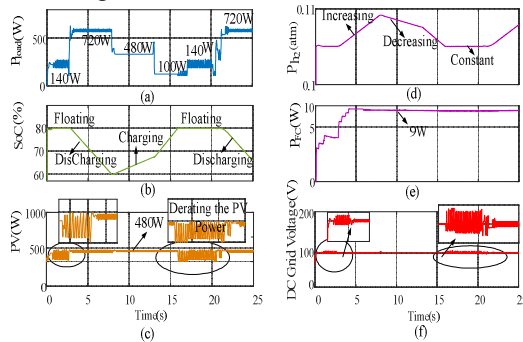 P_load(W)
500
0
140W
720W
480W
100W
140W
720W
(a)
SoC(%)
80
70
60
Floating
DisCharging
Charging
Floating
Discharging
(b)
PV(W)
1000
500
0
480W
Derating the PV
Power
0 5 10 15 20 25
Time(s)
(c)
P_h2(atm)
0.11
0.1
Increasing
Decreasing
Constant
(d)
P_FC(W)
10
5
0
9W
(e)
DC Grid Voltage(V)
200
100
0
0 5 10 15 20 25
Time(s)
(f)